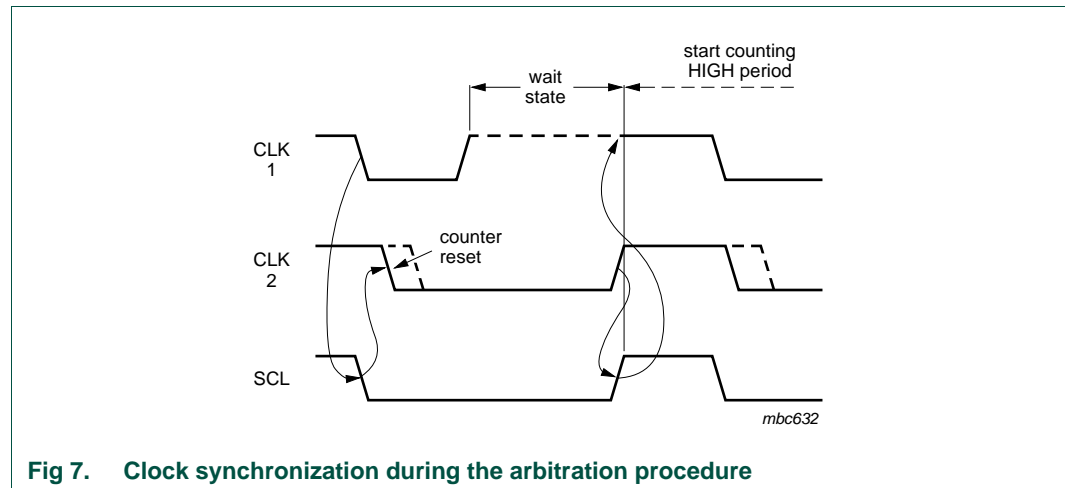 start counting
HIGH period
wait
state
CLK
1
counter
reset
CLK
2
SCL
mbc632
Fig 7. Clock synchronization during the arbitration procedure